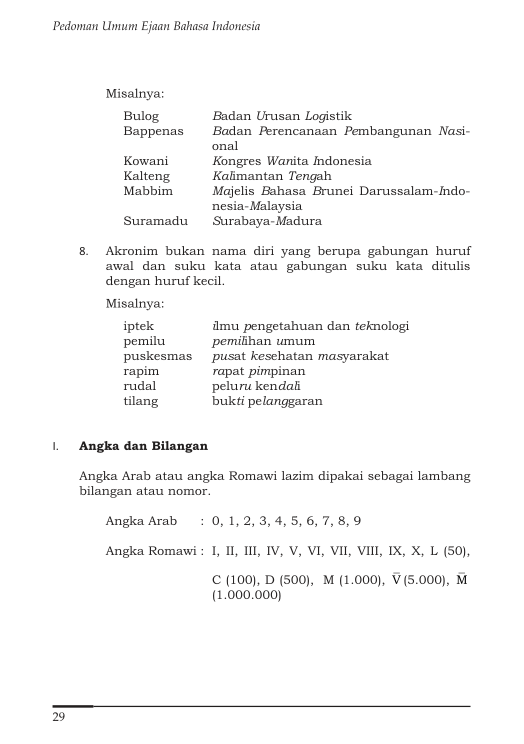 Pedoman Umum Ejaan Bahasa Indonesia
Misalnya:
Bulog Badan Urusan Logistik
Bappenas Badan Perencanaan Pembangunan Nasi-
onal
Kowani Kongres Wanita Indonesia
Kalteng Kalimantan Tengah
Mabbim Majelis Bahasa Brunei Darussalam-Indo-
nesia-Malaysia
Suramadu Surabaya-Madura
8. Akronim bukan nama diri yang berupa gabungan huruf
awal dan suku kata atau gabungan suku kata ditulis
dengan huruf kecil.
Misalnya:
iptek ilmu pengetahuan dan teknologi
pemilu pemilihan umum
puskesmas pusat kesehatan masyarakat
rapim rapat pimpinan
rudal peluru kendali
tilang bukti pelanggaran
I. Angka dan Bilangan
Angka Arab atau angka Romawi lazim dipakai sebagai lambang
bilangan atau nomor.
Angka Arab : 0, 1, 2, 3, 4, 5, 6, 7, 8, 9
Angka Romawi : I, II, III, IV, V, VI, VII, VIII, IX, X, L (50),
C (100), D (500), M (1.000), V̅ (5.000), M̅
(1.000.000)
29